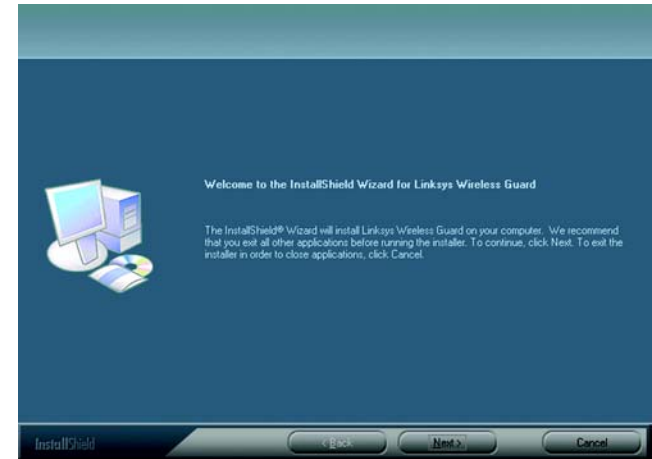 Welcome to the InstallShield Wizard for Linksys Wireless Guard
The InstallShield® Wizard will install Linksys Wireless Guard on your computer. We recommend
that you exit all other applications before running the installer. To continue, click Next. To exit the
installer in order to close applications, click Cancel.
InstallShield
< Back
Next >
Cancel